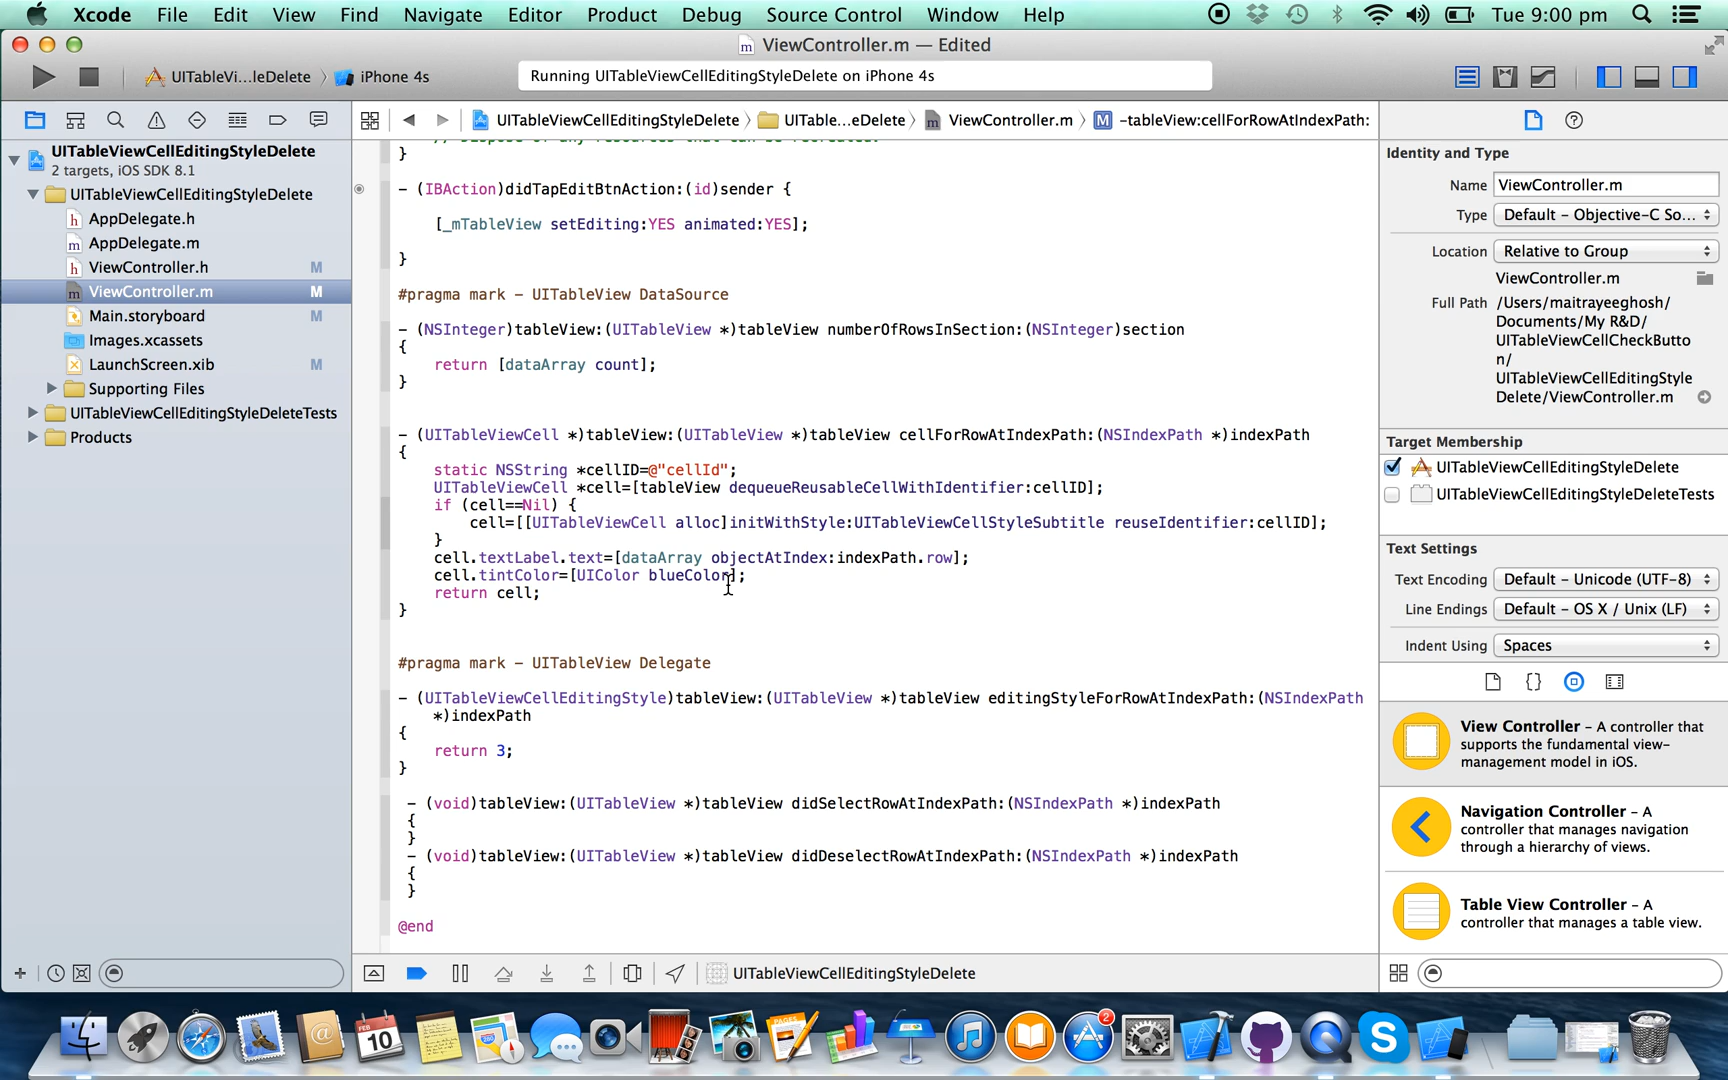 Xcode File Edit View Find Navigate Editor Product Debug Source Control Window Help Tue 9:00 pm
ViewController.m — Edited
UITableVi...leDelete iPhone 4s Running UITableViewCellEditingStyleDelete on iPhone 4s
UITableViewCellEditingStyleDelete UITable...eDelete ViewController.m M -tableView:cellForRowAtIndexPath:
UITableViewCellEditingStyleDelete
2 targets, iOS SDK 8.1
UITableViewCellEditingStyleDelete
h AppDelegate.h
m AppDelegate.m
h ViewController.h M
m ViewController.m M
Main.storyboard M
Images.xcassets
LaunchScreen.xib M
Supporting Files
UITableViewCellEditingStyleDeleteTests
Products
}
- (IBAction)didTapEditBtnAction:(id)sender {
[_mTableView setEditing:YES animated:YES];
}
#pragma mark - UITableView DataSource
- (NSInteger)tableView:(UITableView *)tableView numberOfRowsInSection:(NSInteger)section
{
return [dataArray count];
}
- (UITableViewCell *)tableView:(UITableView *)tableView cellForRowAtIndexPath:(NSIndexPath *)indexPath
{
static NSString *cellID=@"cellId";
UITableViewCell *cell=[tableView dequeueReusableCellWithIdentifier:cellID];
if (cell==Nil) {
cell=[[UITableViewCell alloc]initWithStyle:UITableViewCellStyleSubtitle reuseIdentifier:cellID];
}
cell.textLabel.text=[dataArray objectAtIndex:indexPath.row];
cell.tintColor=[UIColor blueColor];
return cell;
}
#pragma mark - UITableView Delegate
- (UITableViewCellEditingStyle)tableView:(UITableView *)tableView editingStyleForRowAtIndexPath:(NSIndexPath
*)indexPath
{
return 3;
}
- (void)tableView:(UITableView *)tableView didSelectRowAtIndexPath:(NSIndexPath *)indexPath
{
}
- (void)tableView:(UITableView *)tableView didDeselectRowAtIndexPath:(NSIndexPath *)indexPath
{
}
@end
UITableViewCellEditingStyleDelete
Identity and Type
Name ViewController.m
Type Default - Objective-C So...
Location Relative to Group
ViewController.m
Full Path /Users/maitrayeeghosh/
Documents/My R&D/
UITableViewCellCheckButto
n/
UITableViewCellEditingStyle
Delete/ViewController.m
Target Membership
UITableViewCellEditingStyleDelete
UITableViewCellEditingStyleDeleteTests
Text Settings
Text Encoding Default - Unicode (UTF-8)
Line Endings Default - OS X / Unix (LF)
Indent Using Spaces
View Controller - A controller that
supports the fundamental view-
management model in iOS.
Navigation Controller - A
controller that manages navigation
through a hierarchy of views.
Table View Controller - A
controller that manages a table view.
FEB
10
2